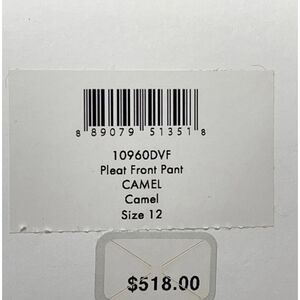 8 89079 51351 8
10960DVF
Pleat Front Pant
CAMEL
Camel
Size 12
$518.00